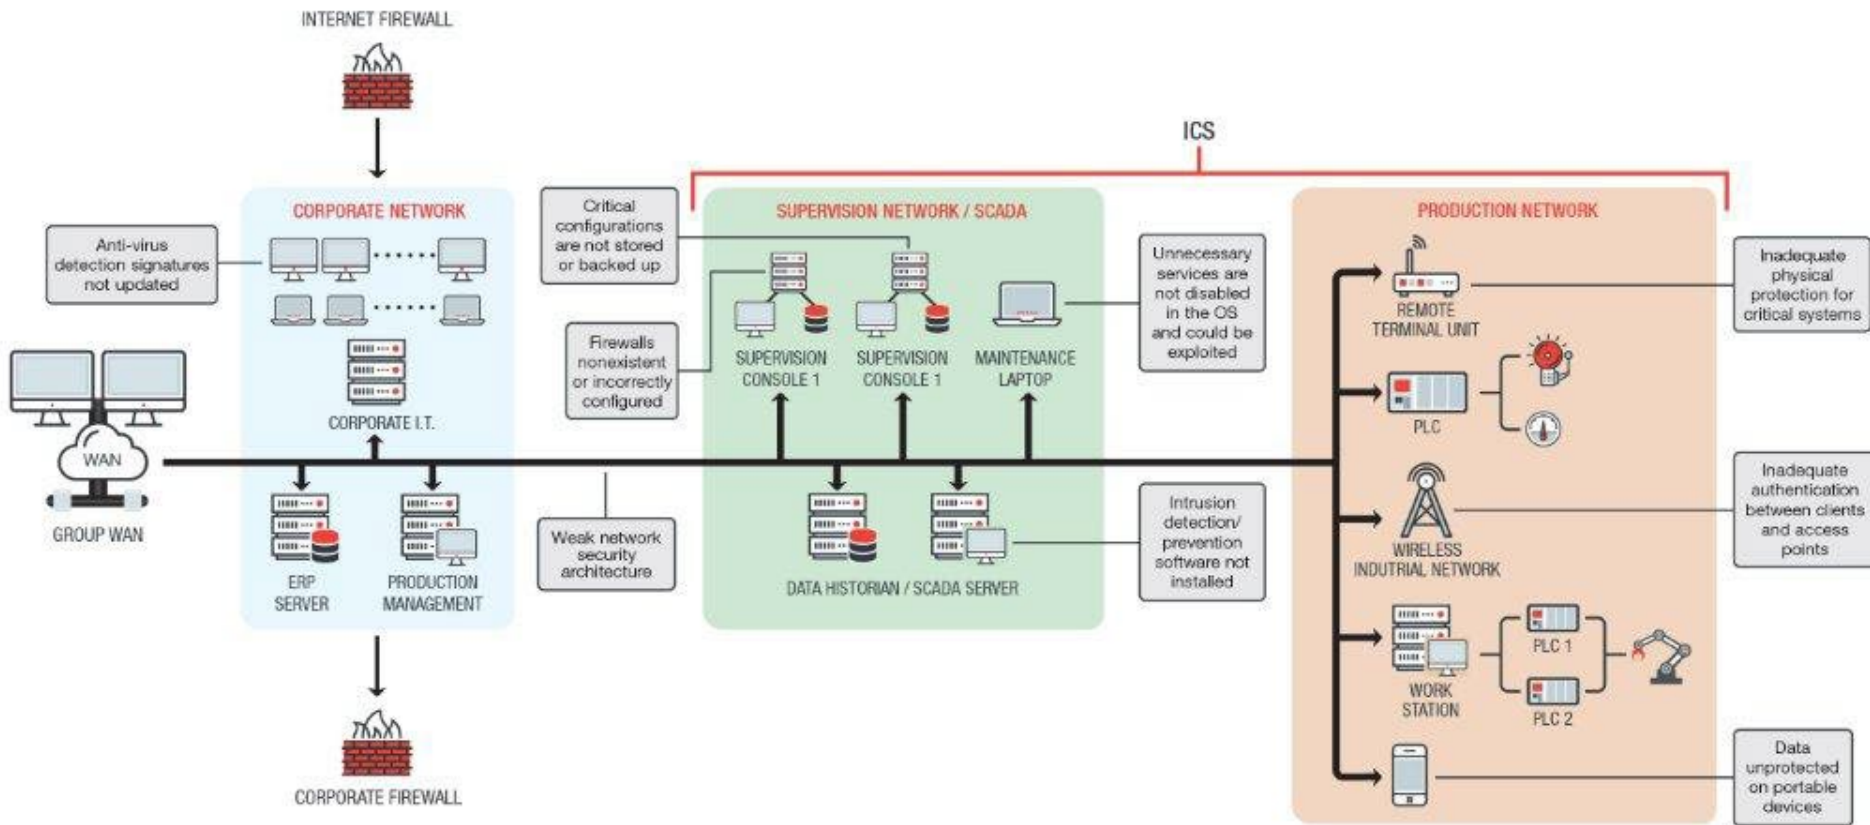 INTERNET FIREWALL
ICS
CORPORATE NETWORK
Anti-virus
detection signatures
not updated
CORPORATE I.T.
WAN
GROUP WAN
ERP
SERVER
PRODUCTION
MANAGEMENT
CORPORATE FIREWALL
Critical
configurations
are not stored
or backed up
Firewalls
nonexistent
or incorrectly
configured
Weak network
security
architecture
SUPERVISION NETWORK / SCADA
SUPERVISION
CONSOLE 1
SUPERVISION
CONSOLE 1
MAINTENANCE
LAPTOP
DATA HISTORIAN / SCADA SERVER
Unnecessary
services are
not disabled
in the OS
and could be
exploited
Intrusion
detection/
prevention
software not
installed
PRODUCTION NETWORK
REMOTE
TERMINAL UNIT
PLC
WIRELESS
INDUTRIAL NETWORK
WORK
STATION
PLC 1
PLC 2
Inadequate
physical
protection for
critical systems
Inadequate
authentication
between clients
and access
points
Data
unprotected
on portable
devices